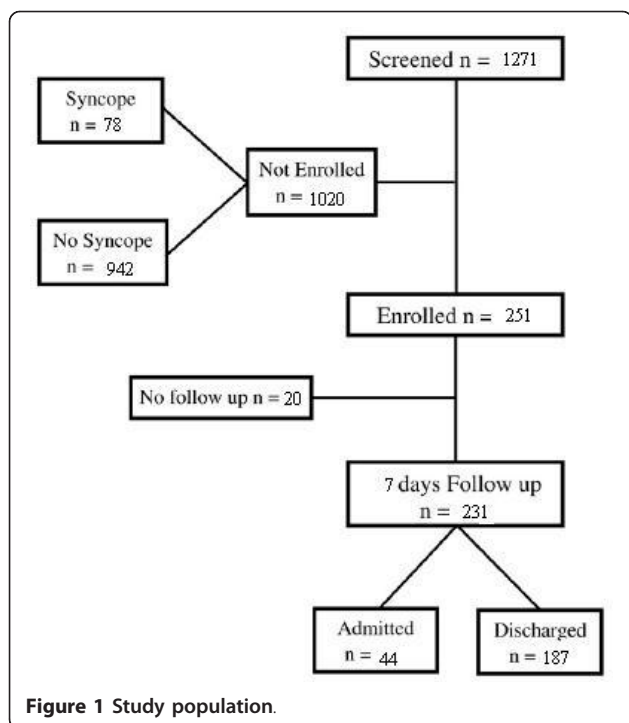 Screened n = 1271
Syncope
n = 78
Not Enrolled
n = 1020
No Syncope
n = 942
Enrolled n = 251
No follow up n = 20
7 days Follow up
n = 231
Admitted
n = 44
Discharged
n = 187
Figure 1 Study population.